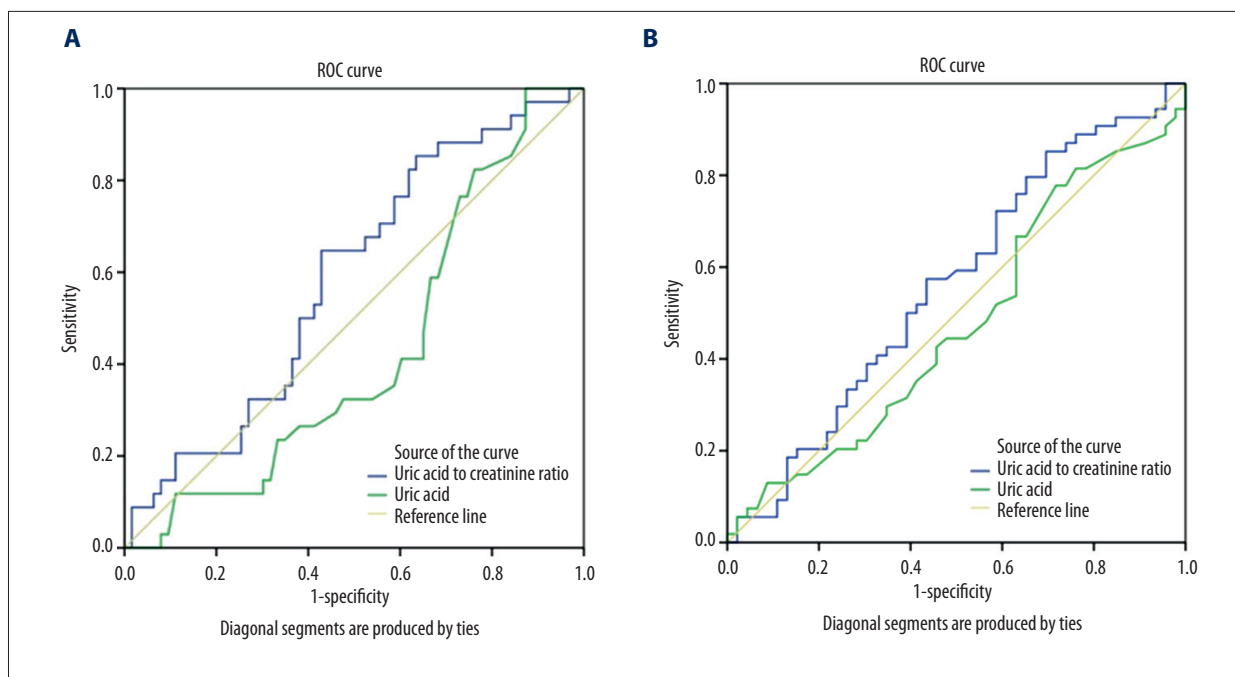 A
ROC curve
1.0
0.8
0.6
0.4
0.2
0.0
Sensitivity
Source of the curve
Uric acid to creatinine ratio
Uric acid
Reference line
0.0 0.2 0.4 0.6 0.8 1.0
1-specificity
Diagonal segments are produced by ties
B
ROC curve
1.0
0.8
0.6
0.4
0.2
0.0
Sensitivity
Source of the curve
Uric acid to creatinine ratio
Uric acid
Reference line
0.0 0.2 0.4 0.6 0.8 1.0
1-specificity
Diagonal segments are produced by ties